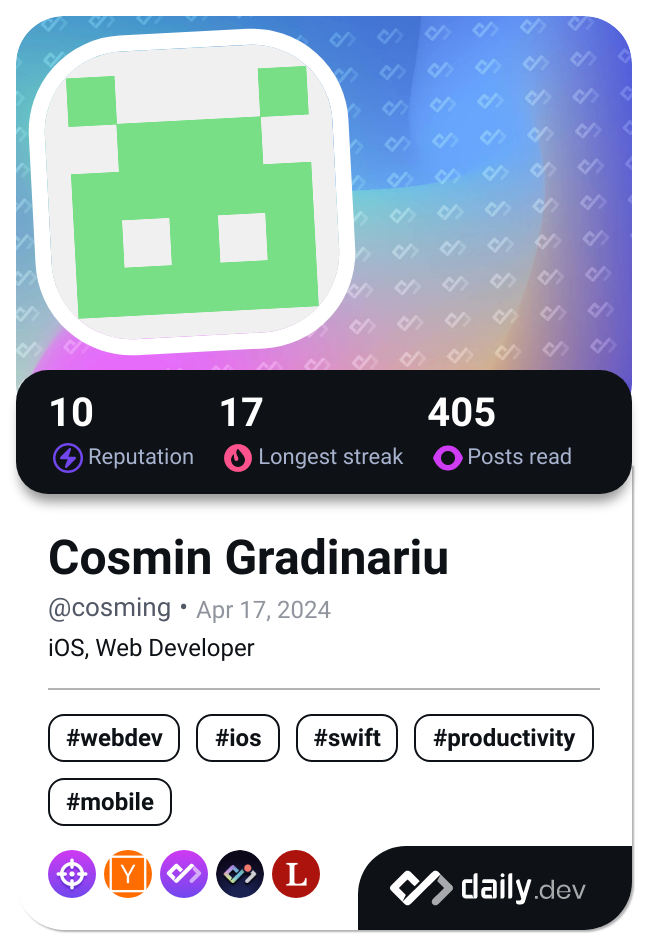 10 17 405
Reputation Longest streak Posts read
Cosmin Gradinariu
@cosming • Apr 17, 2024
iOS, Web Developer
#webdev #ios #swift #productivity
#mobile
Y L daily.dev